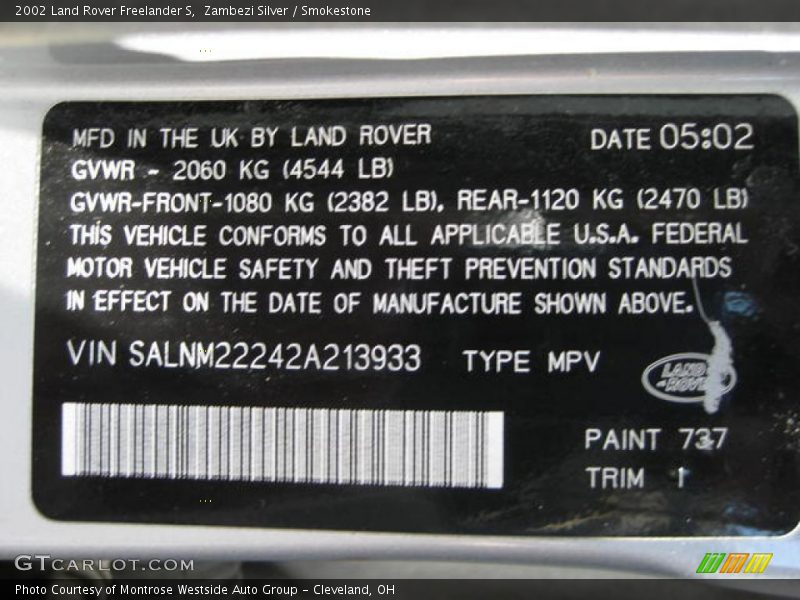 2002 Land Rover Freelander S,  Zambezi Silver / Smokestone
MFD IN THE UK BY LAND ROVER DATE 05:02
GVWR - 2060 KG (4544 LB)
GVWR-FRONT-1080 KG (2382 LB), REAR-1120 KG (2470 LB)
THIS VEHICLE CONFORMS TO ALL APPLICABLE U.S.A. FEDERAL
MOTOR VEHICLE SAFETY AND THEFT PREVENTION STANDARDS
IN EFFECT ON THE DATE OF MANUFACTURE SHOWN ABOVE.
VIN SALNM22242A213933 TYPE MPV
LAND
-ROVER
PAINT 737
TRIM 1
GTCARLOT.COM
Photo Courtesy of Montrose Westside Auto Group - Cleveland, OH